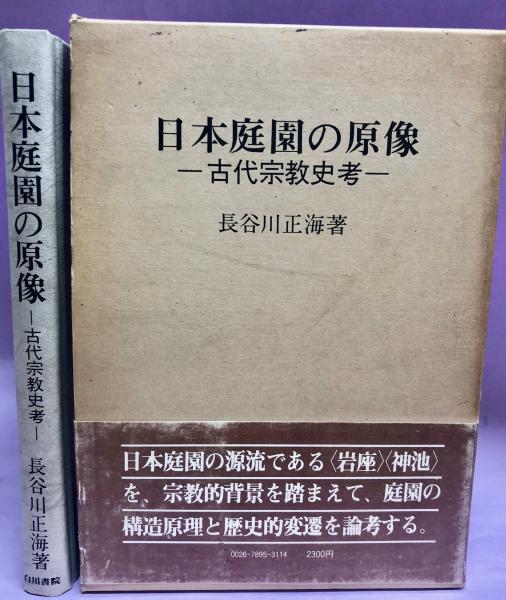 日本庭園の原像
—古代宗教史考—
長谷川正海著
白川書院
日本庭園の原像
—古代宗教史考—
長谷川正海著
日本庭園の源流である〈岩座〉〈神池〉
を、宗教的背景を踏まえて、庭園の
構造原理と歴史的変遷を論考する。
0026-7895-3114 2300円